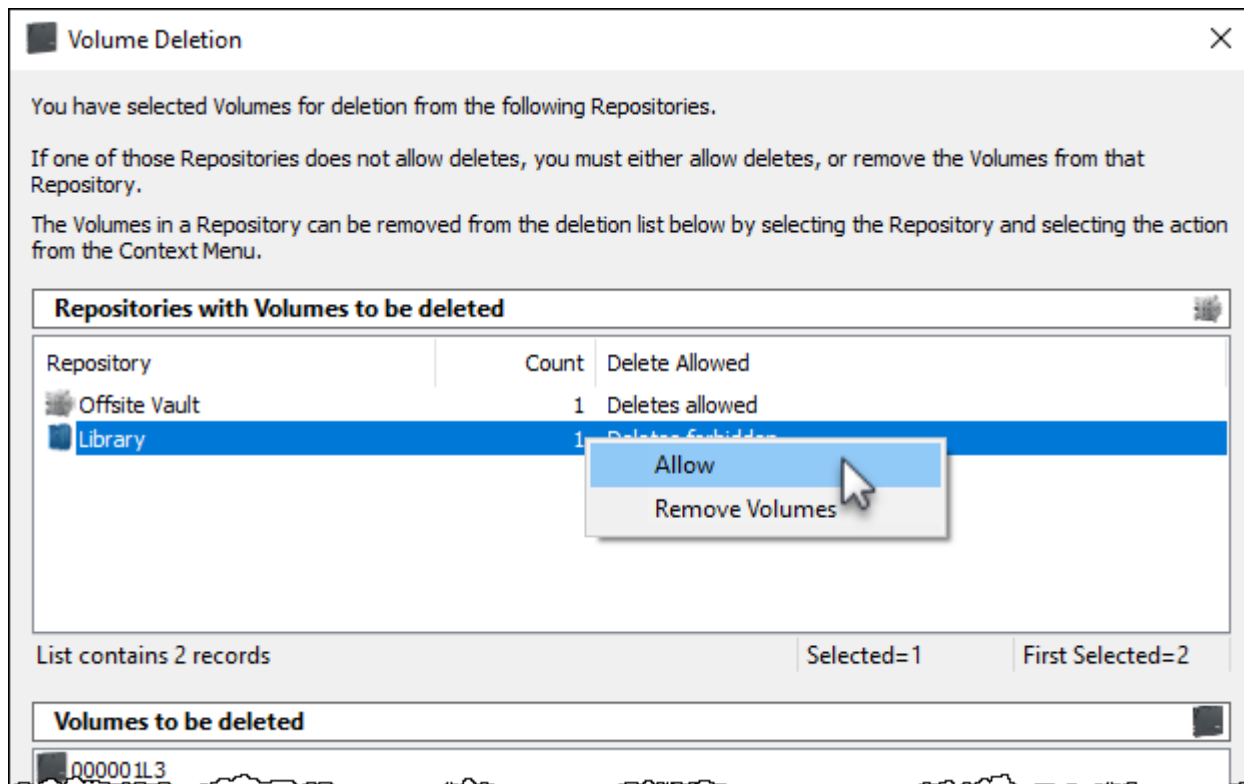 Volume Deletion
You have selected Volumes for deletion from the following Repositories.
If one of those Repositories does not allow deletes, you must either allow deletes, or remove the Volumes from that
Repository.
The Volumes in a Repository can be removed from the deletion list below by selecting the Repository and selecting the action
from the Context Menu.
Repositories with Volumes to be deleted
Repository Count Delete Allowed
Offsite Vault 1 Deletes allowed
Library 1 Deletes forbidden
Allow
Remove Volumes
List contains 2 records Selected=1 First Selected=2
Volumes to be deleted
000001L3